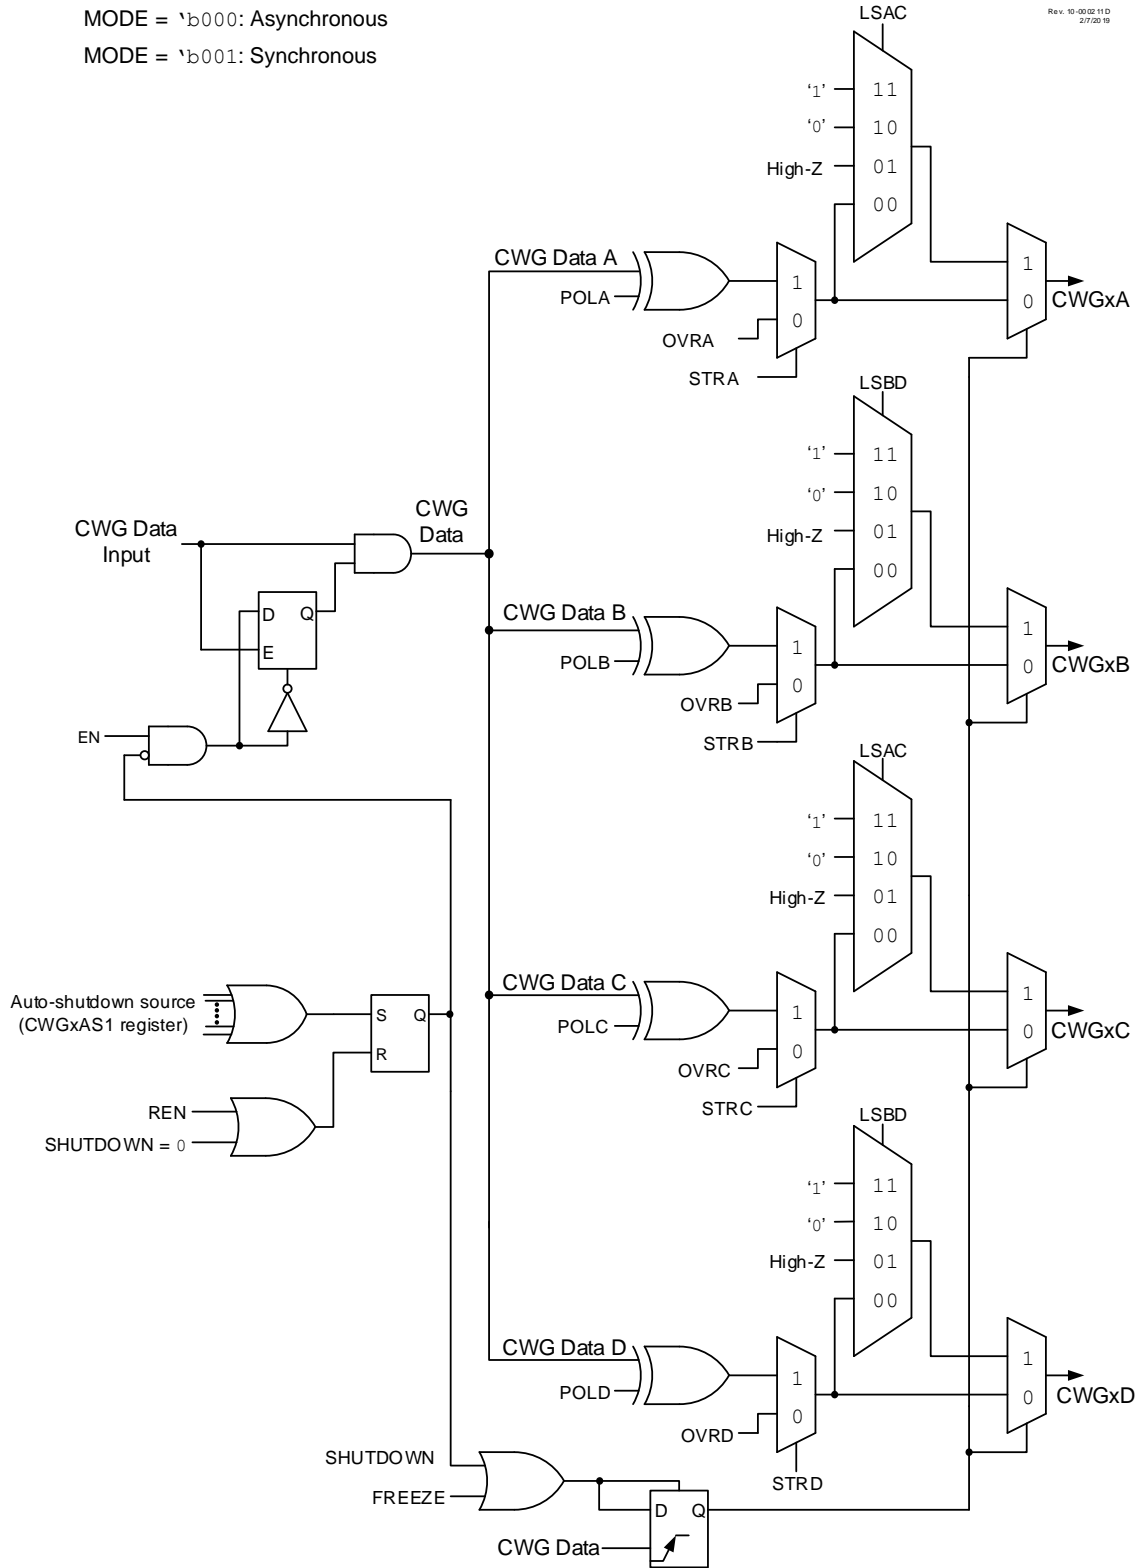 MODE = 'b000: Asynchronous
MODE = 'b001: Synchronous
Rev. 10-000211D
2/7/2019
LSAC
'1'
11
'0'
10
High-Z
01
00
CWG Data A
POLA
1
0
OVRA
STRA
1
0
CWGxA
LSBD
'1'
11
'0'
10
High-Z
01
00
CWG Data Input
CWG Data
D
Q
E
EN
CWG Data B
POLB
1
0
OVRB
STRB
1
0
CWGxB
LSAC
'1'
11
'0'
10
High-Z
01
00
CWG Data C
POLC
1
0
OVRC
STRC
1
0
CWGxC
Auto-shutdown source
(CWGxAS1 register)
S
Q
R
REN
SHUTDOWN = 0
LSBD
'1'
11
'0'
10
High-Z
01
00
CWG Data D
POLD
1
0
OVRD
STRD
1
0
CWGxD
SHUTDOWN
FREEZE
D
Q
CWG Data